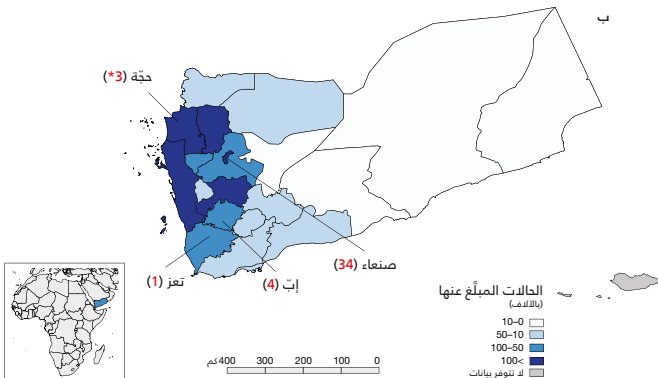 ب
حجّة (3*)
صنعاء (34)
إبّ (4)
تعز (1)
الحالات المبلَّغ عنها
(بالآلاف)
0–10
10–50
50–100
>100
لا تتوفر بيانات
400كم 300 200 100 0